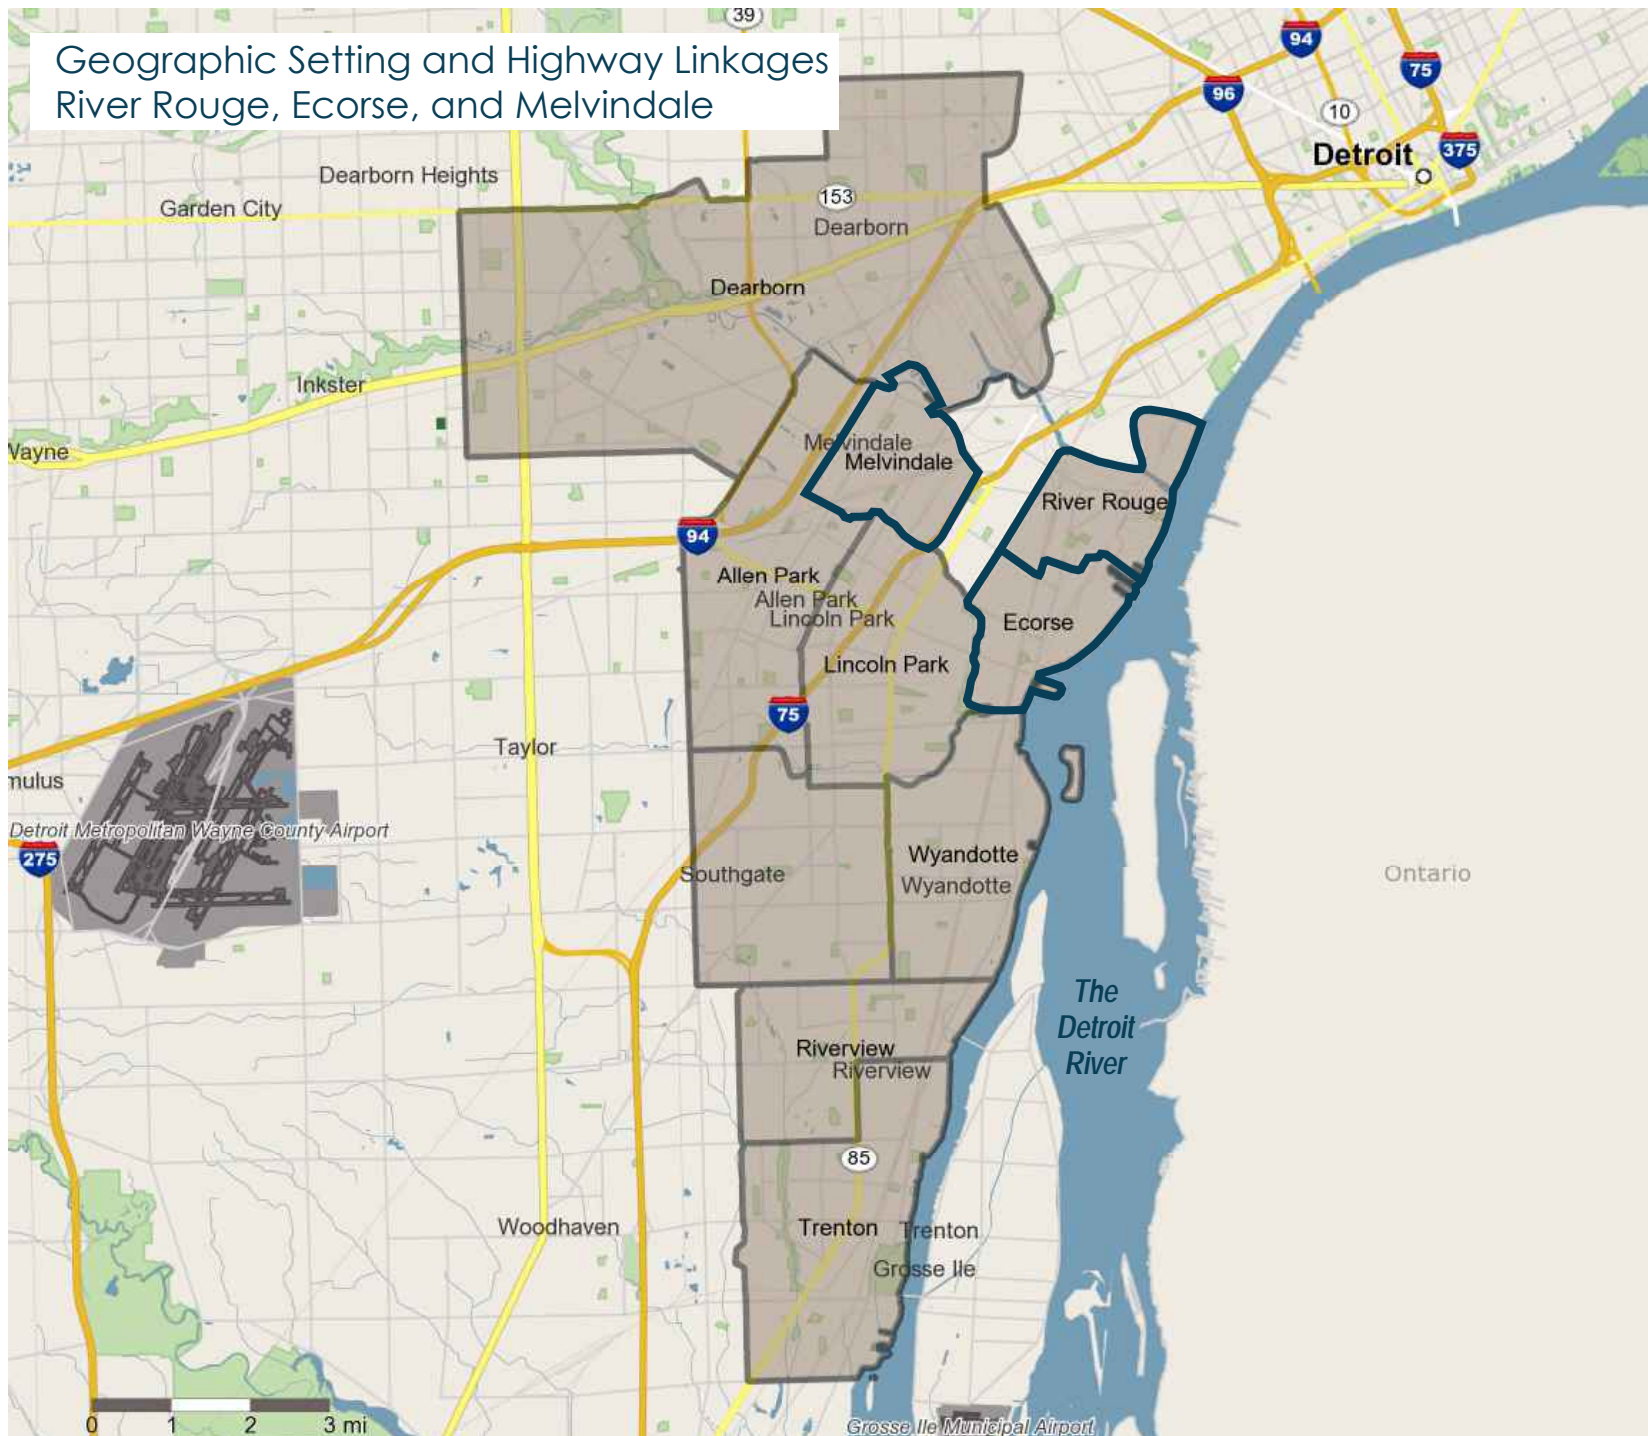 39
Geographic Setting and Highway Linkages
River Rouge, Ecorse, and Melvindale
94
75
96
10
Detroit
375
Dearborn Heights
Garden City
153
Dearborn
Dearborn
Inkster
Wayne
Melvindale
Melvindale
River Rouge
94
Allen Park
Allen Park
Lincoln Park
Ecorse
Lincoln Park
75
Taylor
mulus
Detroit Metropolitan Wayne County Airport
275
Southgate
Wyandotte
Wyandotte
Ontario
The
Detroit
River
Riverview
Riverview
85
Woodhaven
Trenton
Trenton
Grosse Ile
0 1 2 3 mi
Grosse Ile Municipal Airport